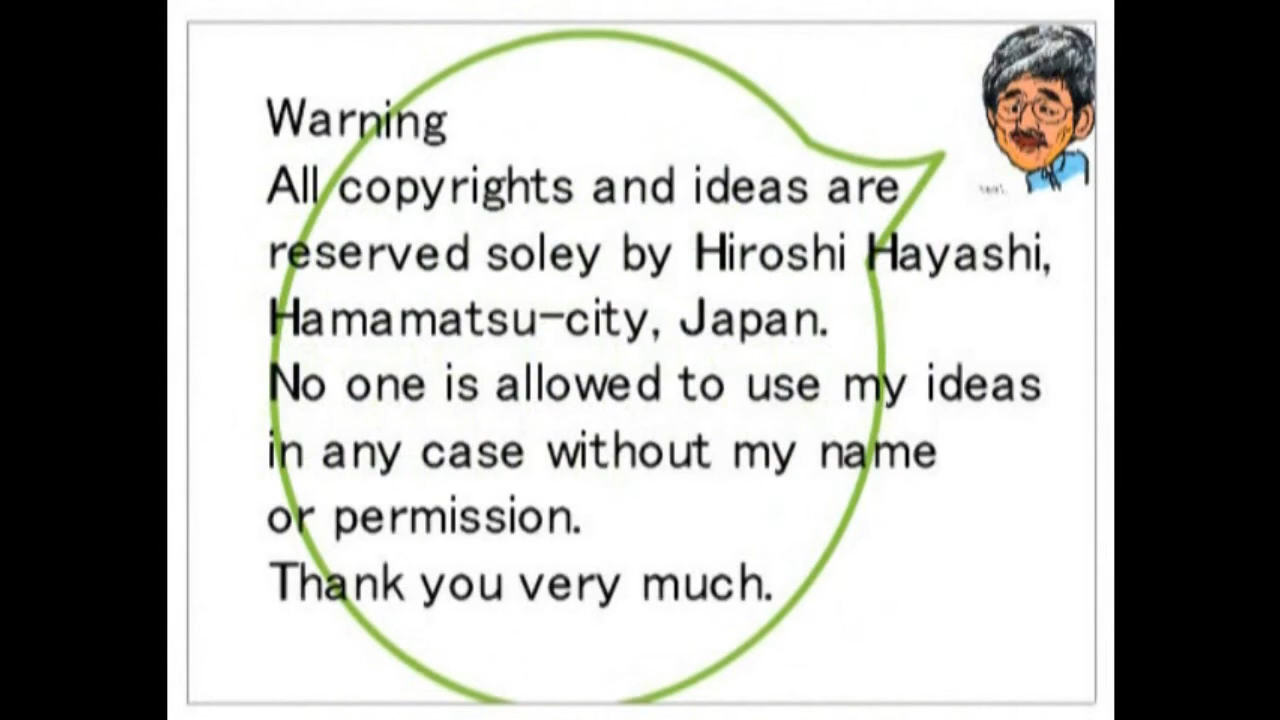 Warning
All copyrights and ideas are
reserved soley by Hiroshi Hayashi,
Hamamatsu-city, Japan.
No one is allowed to use my ideas
in any case without my name
or permission.
Thank you very much.